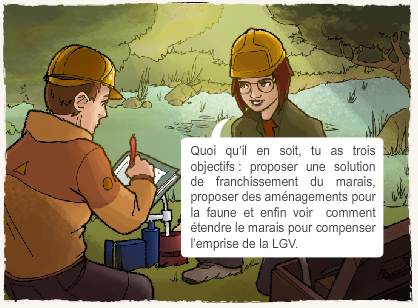 Quoi qu'il en soit, tu as trois
objectifs : proposer une solution
de franchissement du marais,
proposer des aménagements pour
la faune et enfin voir comment
étendre le marais pour compenser
l'emprise de la LGV.